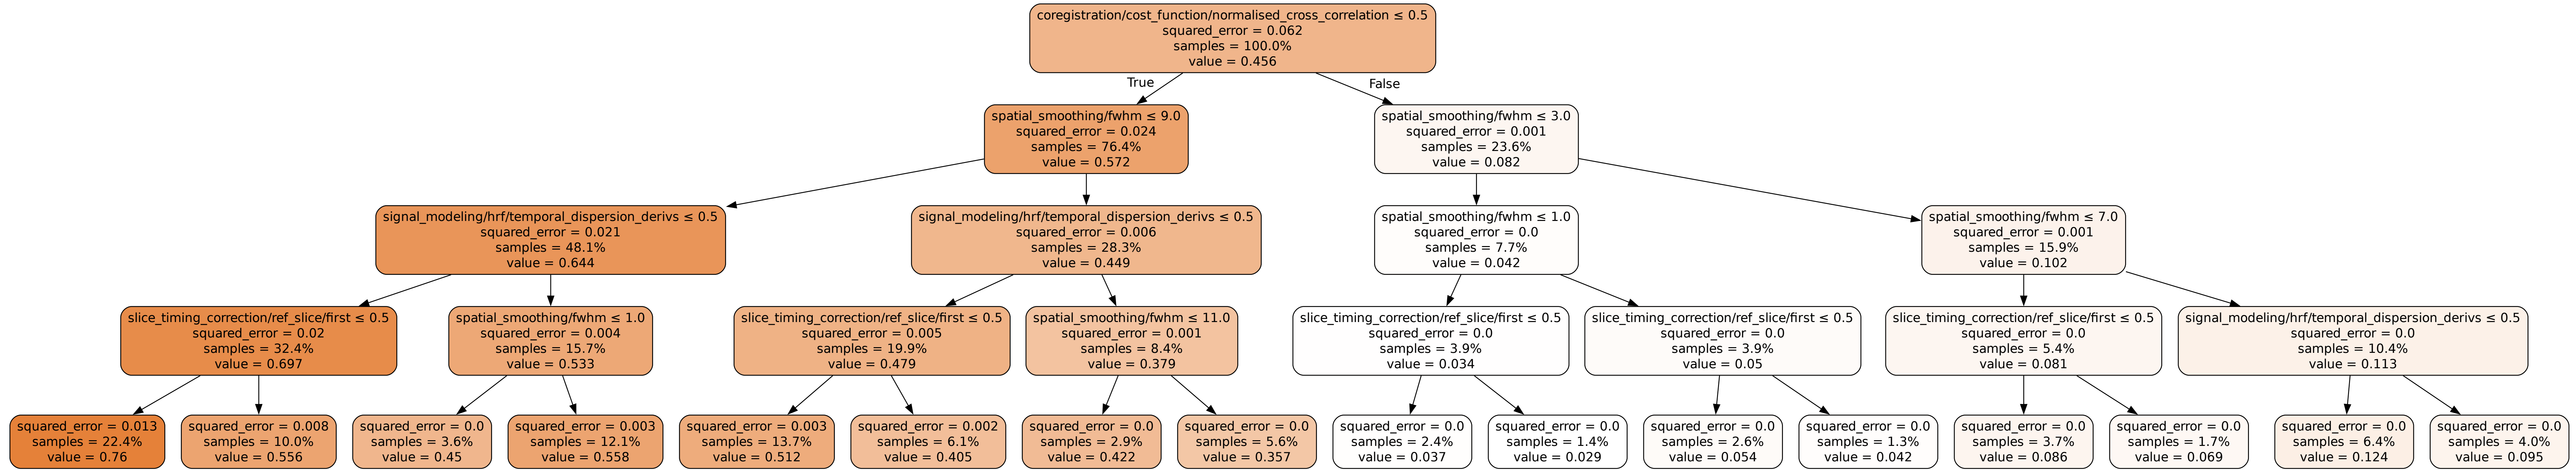 coregistration/cost_function/normalised_cross_correlation ≤ 0.5
squared_error = 0.062
samples = 100.0%
value = 0.456
True
False
spatial_smoothing/fwhm ≤ 9.0
squared_error = 0.024
samples = 76.4%
value = 0.572
spatial_smoothing/fwhm ≤ 3.0
squared_error = 0.001
samples = 23.6%
value = 0.082
signal_modeling/hrf/temporal_dispersion_derivs ≤ 0.5
squared_error = 0.021
samples = 48.1%
value = 0.644
signal_modeling/hrf/temporal_dispersion_derivs ≤ 0.5
squared_error = 0.006
samples = 28.3%
value = 0.449
spatial_smoothing/fwhm ≤ 1.0
squared_error = 0.0
samples = 7.7%
value = 0.042
spatial_smoothing/fwhm ≤ 7.0
squared_error = 0.001
samples = 15.9%
value = 0.102
slice_timing_correction/ref_slice/first ≤ 0.5
squared_error = 0.02
samples = 32.4%
value = 0.697
spatial_smoothing/fwhm ≤ 1.0
squared_error = 0.004
samples = 15.7%
value = 0.533
slice_timing_correction/ref_slice/first ≤ 0.5
squared_error = 0.005
samples = 19.9%
value = 0.479
spatial_smoothing/fwhm ≤ 11.0
squared_error = 0.001
samples = 8.4%
value = 0.379
slice_timing_correction/ref_slice/first ≤ 0.5
squared_error = 0.0
samples = 3.9%
value = 0.034
slice_timing_correction/ref_slice/first ≤ 0.5
squared_error = 0.0
samples = 3.9%
value = 0.05
slice_timing_correction/ref_slice/first ≤ 0.5
squared_error = 0.0
samples = 5.4%
value = 0.081
signal_modeling/hrf/temporal_dispersion_derivs ≤ 0.5
squared_error = 0.0
samples = 10.4%
value = 0.113
squared_error = 0.013
samples = 22.4%
value = 0.76
squared_error = 0.008
samples = 10.0%
value = 0.556
squared_error = 0.0
samples = 3.6%
value = 0.45
squared_error = 0.003
samples = 12.1%
value = 0.558
squared_error = 0.003
samples = 13.7%
value = 0.512
squared_error = 0.002
samples = 6.1%
value = 0.405
squared_error = 0.0
samples = 2.9%
value = 0.422
squared_error = 0.0
samples = 5.6%
value = 0.357
squared_error = 0.0
samples = 2.4%
value = 0.037
squared_error = 0.0
samples = 1.4%
value = 0.029
squared_error = 0.0
samples = 2.6%
value = 0.054
squared_error = 0.0
samples = 1.3%
value = 0.042
squared_error = 0.0
samples = 3.7%
value = 0.086
squared_error = 0.0
samples = 1.7%
value = 0.069
squared_error = 0.0
samples = 6.4%
value = 0.124
squared_error = 0.0
samples = 4.0%
value = 0.095